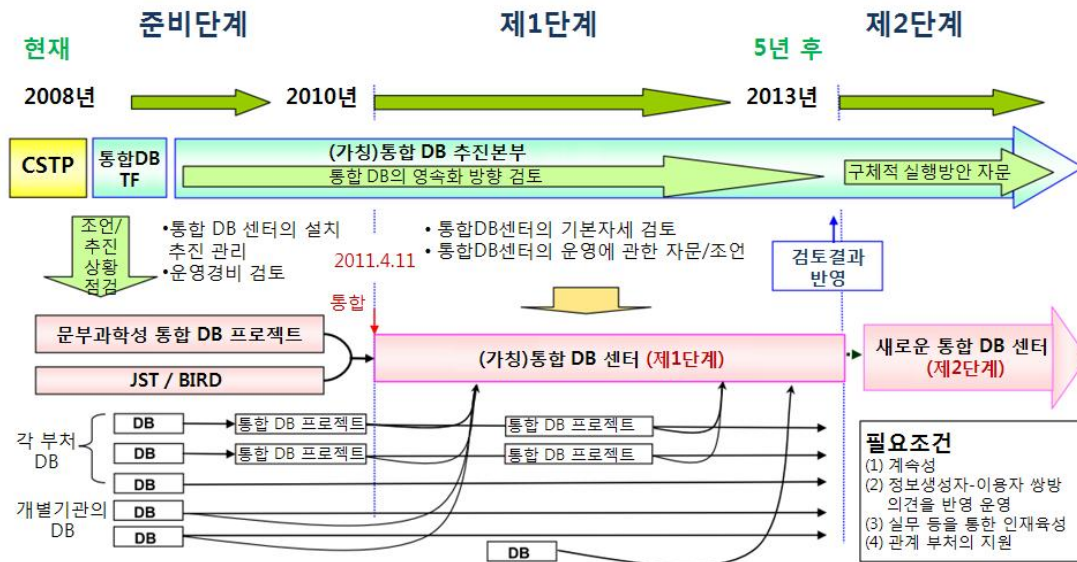 준비단계
제1단계
제2단계
현재
5년 후
2008년
2010년
2013년
CSTP
통합DB
TF
(가칭)통합 DB 추진본부
통합 DB의 영속화 방향 검토
구체적 실행방안 자문
조언/
추진
상황
점검
•통합 DB 센터의 설치
추진 관리
•운영경비 검토
2011.4.11
통합
• 통합DB센터의 기본자세 검토
• 통합DB센터의 운영에 관한 자문/조언
검토결과
반영
문부과학성 통합 DB 프로젝트
JST / BIRD
(가칭)통합 DB 센터 (제1단계)
새로운 통합 DB 센터
(제2단계)
각 부처
DB
DB
통합 DB 프로젝트
통합 DB 프로젝트
DB
통합 DB 프로젝트
통합 DB 프로젝트
DB
개별기관의
DB
DB
DB
DB
필요조건
(1) 계속성
(2) 정보생성자-이용자 쌍방
의견을 반영 운영
(3) 실무 등을 통한 인재육성
(4) 관계 부처의 지원